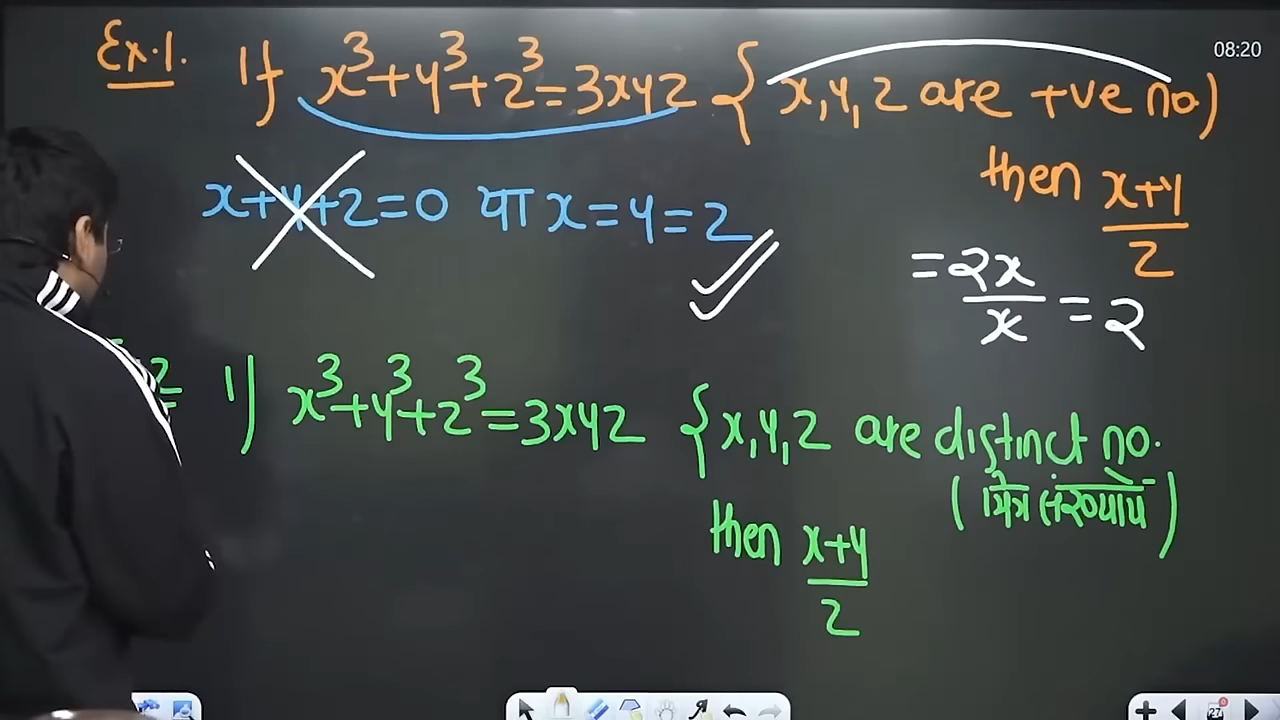 08:20
Ex.1. If x³+y³+z³=3xyz {x,y,z are +ve no)
then x+y/z
x+y+z=0 या x=y=z
=2x/x=2
If x³+y³+z³=3xyz {x,y,z are distinct no.
then x+y/z